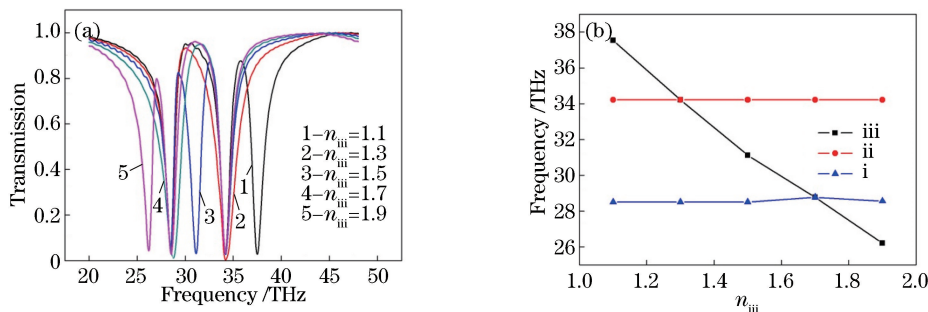 (a)
1.0
0.8
0.6
0.4
0.2
0
Transmission
20
25
30
35
40
45
50
Frequency /THz
1
2
3
4
5
1–n_iii=1.1
2–n_iii=1.3
3–n_iii=1.5
4–n_iii=1.7
5–n_iii=1.9
(b)
38
36
34
32
30
28
26
Frequency /THz
iii
ii
i
1.0
1.2
1.4
1.6
1.8
2.0
n_iii